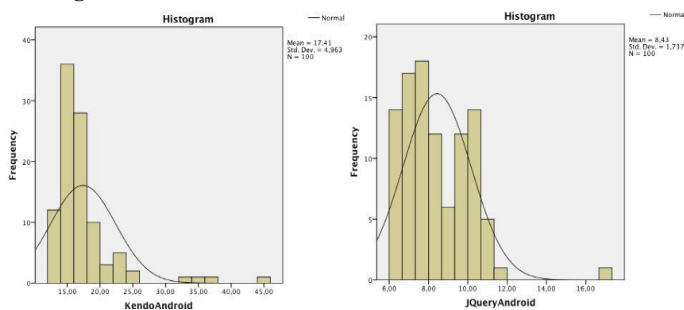 Histogram
Normal
Mean = 17,41
Std. Dev. = 4,963
N = 100
Frequency
40
30
20
10
0
15,00 20,00 25,00 30,00 35,00 40,00 45,00
KendoAndroid
Histogram
Normal
Mean = 8,43
Std. Dev. = 1,737
N = 100
Frequency
20
15
10
5
0
6,00 8,00 10,00 12,00 14,00 16,00
JQueryAndroid